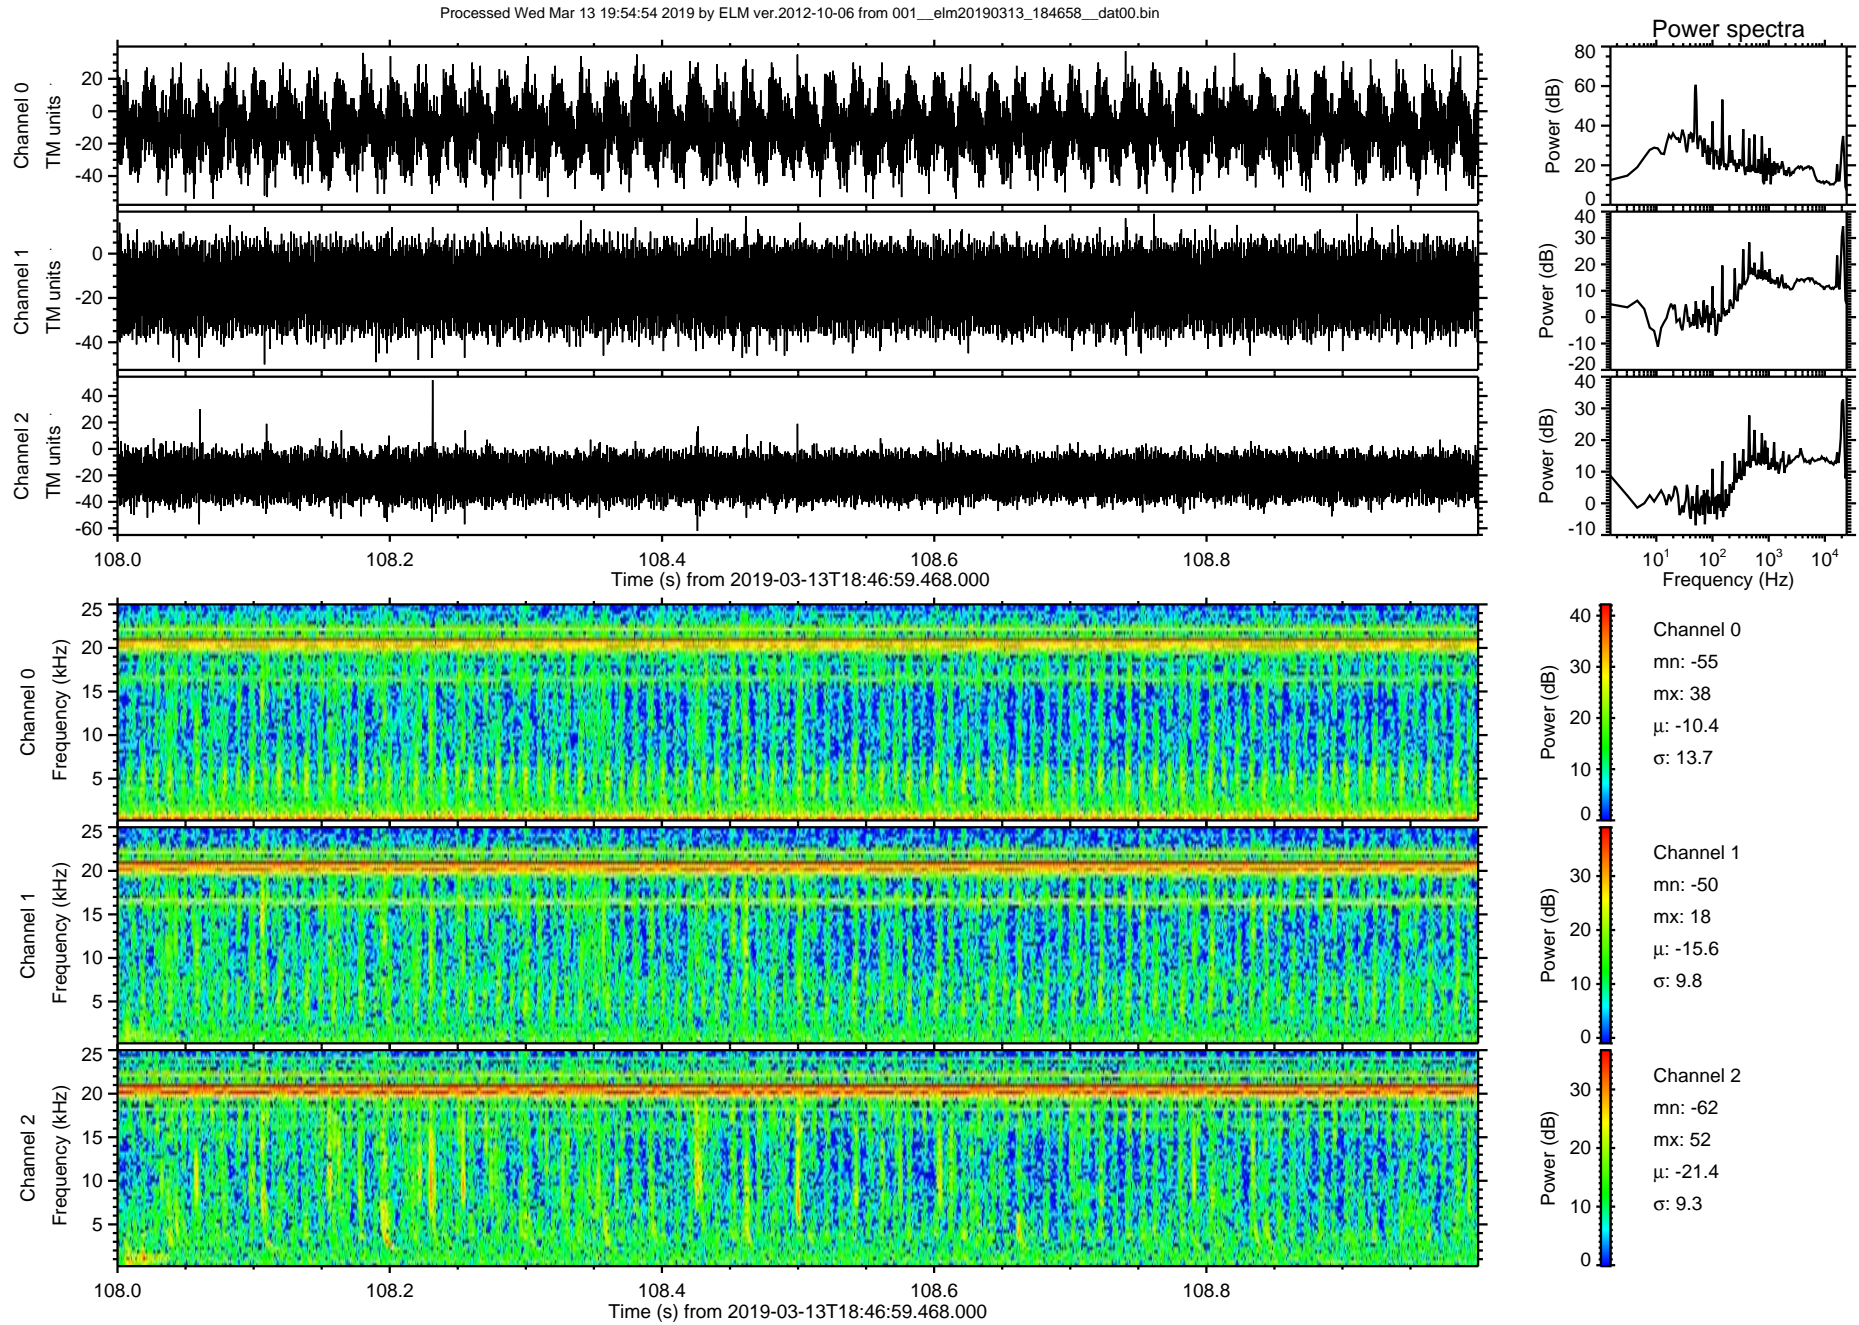 Processed Wed Mar 13 19:54:54 2019 by ELM ver.2012-10-06 from 001__elm20190313_184658__dat00.bin
Power spectra
Channel 0
TM units
20
0
-20
-40
Power (dB)
80
60
40
20
0
Channel 1
TM units
0
-20
-40
Power (dB)
40
30
20
10
0
-10
-20
Channel 2
TM units
40
20
0
-20
-40
-60
Power (dB)
40
30
20
10
0
-10
108.0 108.2 108.4 108.6 108.8
Time (s) from 2019-03-13T18:46:59.468.000
10^1 10^2 10^3 10^4
Frequency (Hz)
Channel 0
Frequency (kHz)
25
20
15
10
5
Power (dB)
40
30
20
10
0
Channel 0
mn: -55
mx: 38
μ: -10.4
σ: 13.7
Channel 1
Frequency (kHz)
25
20
15
10
5
Power (dB)
30
20
10
0
Channel 1
mn: -50
mx: 18
μ: -15.6
σ: 9.8
Channel 2
Frequency (kHz)
25
20
15
10
5
Power (dB)
30
20
10
0
Channel 2
mn: -62
mx: 52
μ: -21.4
σ: 9.3
108.0 108.2 108.4 108.6 108.8
Time (s) from 2019-03-13T18:46:59.468.000